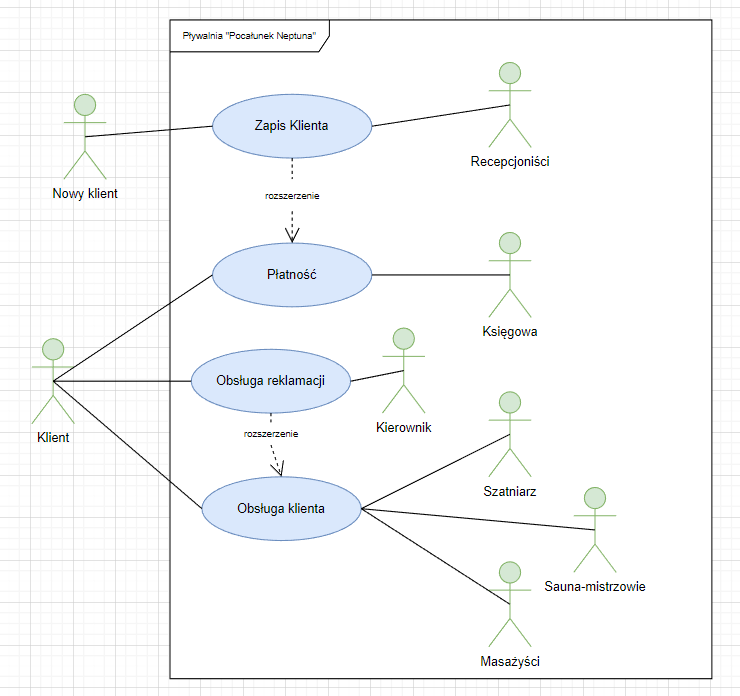 Pływalnia "Pocałunek Neptuna"
Zapis Klienta
Recepcjoniści
Nowy klient
rozszerzenie
Płatność
Księgowa
Klient
Obsługa reklamacji
Kierownik
rozszerzenie
Szatniarz
Obsługa klienta
Sauna-mistrzowie
Masażyści